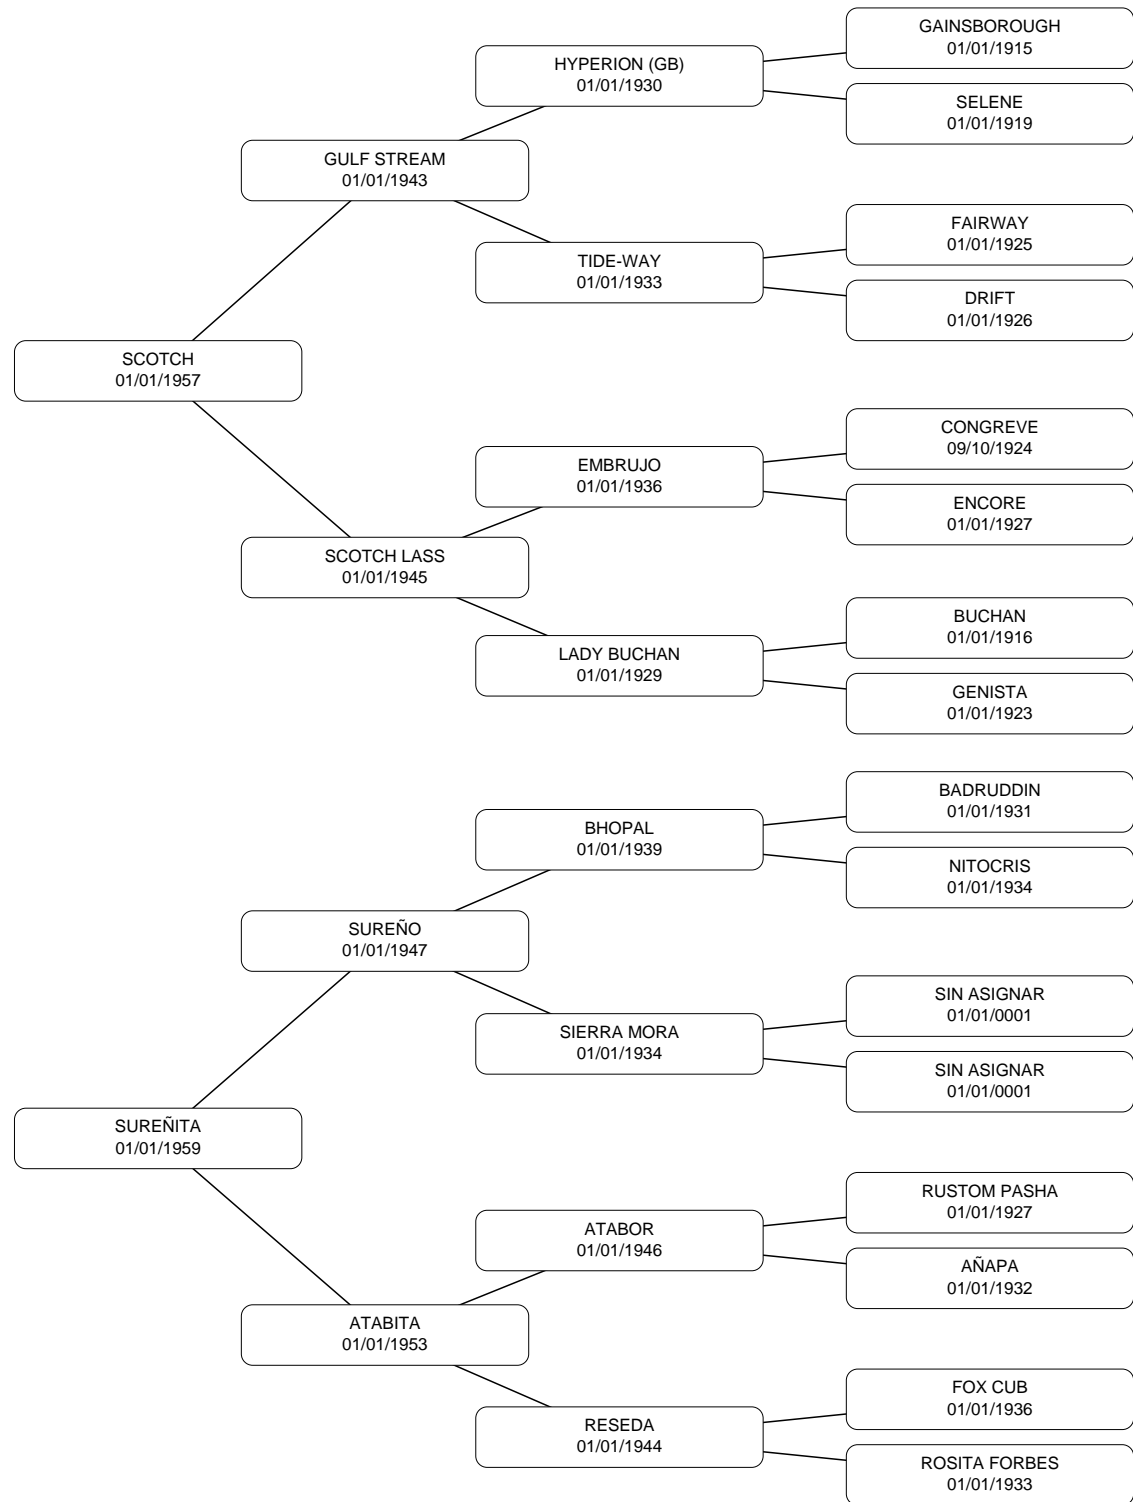 GAINSBOROUGH
01/01/1915
HYPERION (GB)
01/01/1930
SELENE
01/01/1919
GULF STREAM
01/01/1943
FAIRWAY
01/01/1925
TIDE-WAY
01/01/1933
DRIFT
01/01/1926
SCOTCH
01/01/1957
CONGREVE
09/10/1924
EMBRUJO
01/01/1936
ENCORE
01/01/1927
SCOTCH LASS
01/01/1945
BUCHAN
01/01/1916
LADY BUCHAN
01/01/1929
GENISTA
01/01/1923
BADRUDDIN
01/01/1931
BHOPAL
01/01/1939
NITOCRIS
01/01/1934
SUREÑO
01/01/1947
SIN ASIGNAR
01/01/0001
SIERRA MORA
01/01/1934
SIN ASIGNAR
01/01/0001
SUREÑITA
01/01/1959
RUSTOM PASHA
01/01/1927
ATABOR
01/01/1946
AÑAPA
01/01/1932
ATABITA
01/01/1953
FOX CUB
01/01/1936
RESEDA
01/01/1944
ROSITA FORBES
01/01/1933